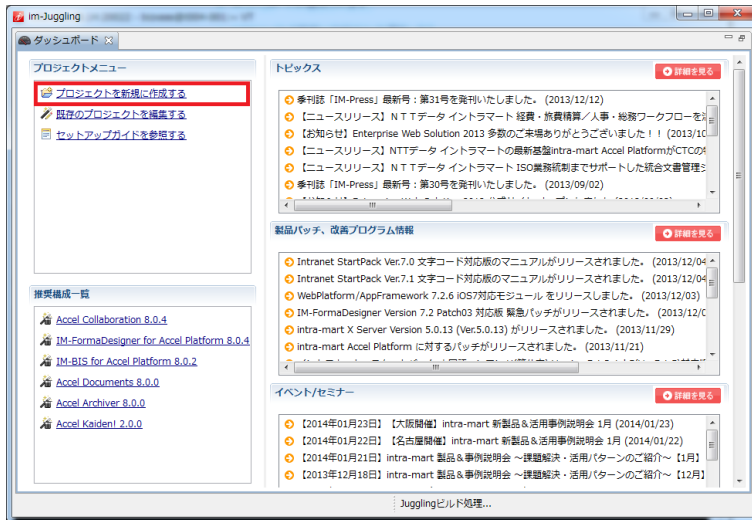 im-Juggling
ダッシュボード
プロジェクトメニュー
プロジェクトを新規に作成する
既存のプロジェクトを編集する
セットアップガイドを参照する
推奨構成一覧
Accel Collaboration 8.0.4
IM-FormaDesigner for Accel Platform 8.0.4
IM-BIS for Accel Platform 8.0.2
Accel Documents 8.0.0
Accel Archiver 8.0.0
Accel Kaiden! 2.0.0
トピックス
詳細を見る
季刊誌「IM-Press」最新号：第31号を発刊いたしました。 (2013/12/12)
【ニュースリリース】ＮＴＴデータ イントラマート 経費・旅費精算／人事・総務ワークフローを
【お知らせ】Enterprise Web Solution 2013 多数のご来場ありがとうございました！！ (2013/10
【ニュースリリース】NTTデータ イントラマートの最新基盤intra-mart Accel PlatformがCTCの
【ニュースリリース】ＮＴＴデータ イントラマート ISO業務統制までサポートした統合文書管理シ
季刊誌「IM-Press」最新号：第30号を発刊いたしました。 (2013/09/02)
製品パッチ、改善プログラム情報
詳細を見る
Intranet StartPack Ver.7.0 文字コード対応版のマニュアルがリリースされました。 (2013/12/04
Intranet StartPack Ver.7.1 文字コード対応版のマニュアルがリリースされました。 (2013/12/04
WebPlatform/AppFramework 7.2.6 iOS7対応モジュール をリリースしました。 (2013/12/03)
IM-FormaDesigner Version 7.2 Patch03 対応版 緊急パッチがリリースされました。 (2013/12/0
intra-mart X Server Version 5.0.13 (Ver.5.0.13) がリリースされました。 (2013/11/29)
intra-mart Accel Platform に対するパッチがリリースされました。 (2013/11/21)
イベント/セミナー
詳細を見る
【2014年01月23日】【大阪開催】intra-mart 新製品＆活用事例説明会 1月 (2014/01/23)
【2014年01月22日】【名古屋開催】intra-mart 新製品＆活用事例説明会 1月 (2014/01/22)
【2014年01月21日】intra-mart 製品＆事例説明会 ～課題解決・活用パターンのご紹介～【1月】
【2013年12月18日】intra-mart 製品＆事例説明会 ～課題解決・活用パターンのご紹介～【12月】
Jugglingビルド処理...